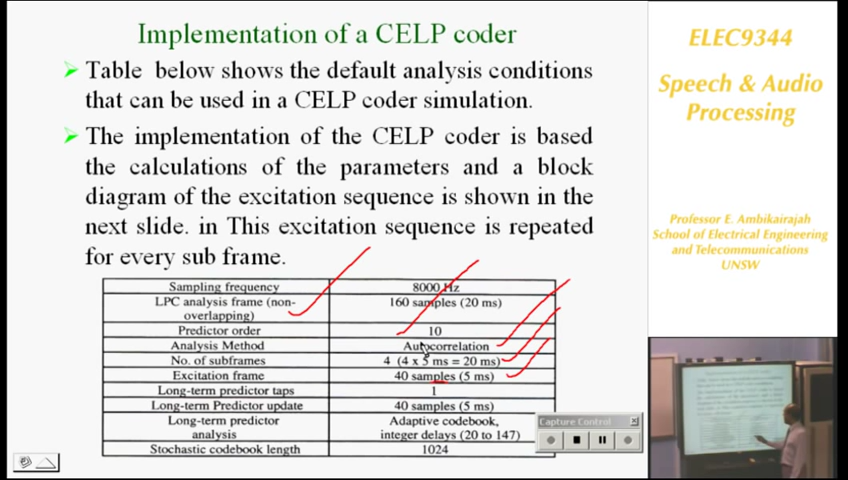 Implementation of a CELP coder
Table below shows the default analysis conditions
that can be used in a CELP coder simulation.
The implementation of the CELP coder is based
the calculations of the parameters and a block
diagram of the excitation sequence is shown in the
next slide. in This excitation sequence is repeated
for every sub frame.
Sampling frequency 8000 Hz
LPC analysis frame (non-overlapping) 160 samples (20 ms)
Predictor order 10
Analysis Method Autocorrelation
No. of subframes 4 (4 x 5 ms = 20 ms)
Excitation frame 40 samples (5 ms)
Long-term predictor taps 1
Long-term Predictor update 40 samples (5 ms)
Long-term predictor analysis Adaptive codebook, integer delays (20 to 147)
Stochastic codebook length 1024
Capture Control
ELEC9344
Speech & Audio
Processing
Professor E. Ambikairajah
School of Electrical Engineering
and Telecommunications
UNSW